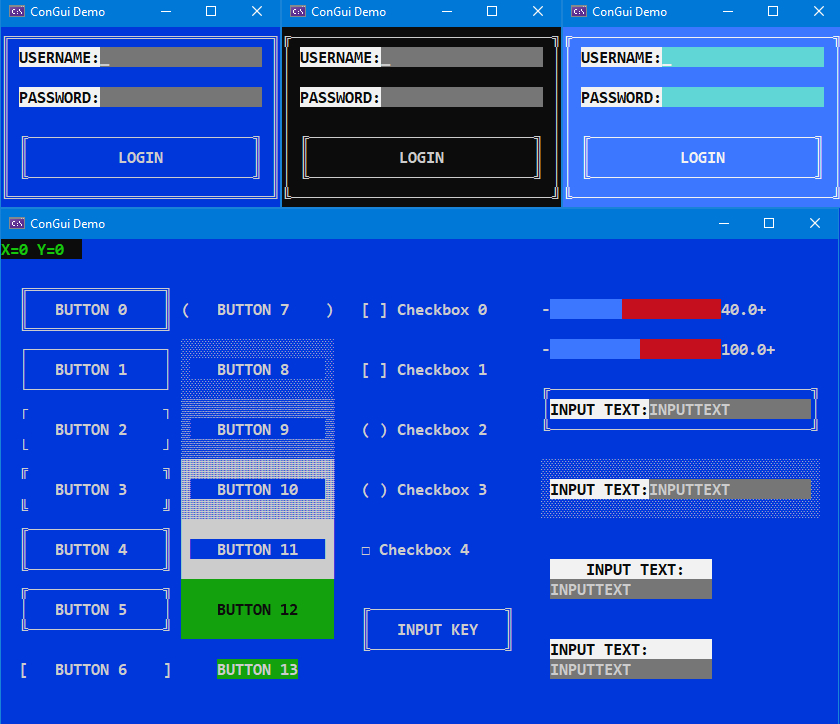 ConGui Demo
USERNAME:_
PASSWORD:
LOGIN
ConGui Demo
USERNAME:_
PASSWORD:
LOGIN
ConGui Demo
USERNAME:_
PASSWORD:
LOGIN
ConGui Demo
X=0 Y=0
BUTTON 0
BUTTON 1
BUTTON 2
BUTTON 3
BUTTON 4
BUTTON 5
[ BUTTON 6 ]
( BUTTON 7 )
BUTTON 8
BUTTON 9
BUTTON 10
BUTTON 11
BUTTON 12
BUTTON 13
[ ] Checkbox 0
[ ] Checkbox 1
( ) Checkbox 2
( ) Checkbox 3
□ Checkbox 4
INPUT KEY
- 40.0+
- 100.0+
INPUT TEXT:INPUTTEXT
INPUT TEXT:INPUTTEXT
INPUT TEXT:
INPUTTEXT
INPUT TEXT:
INPUTTEXT